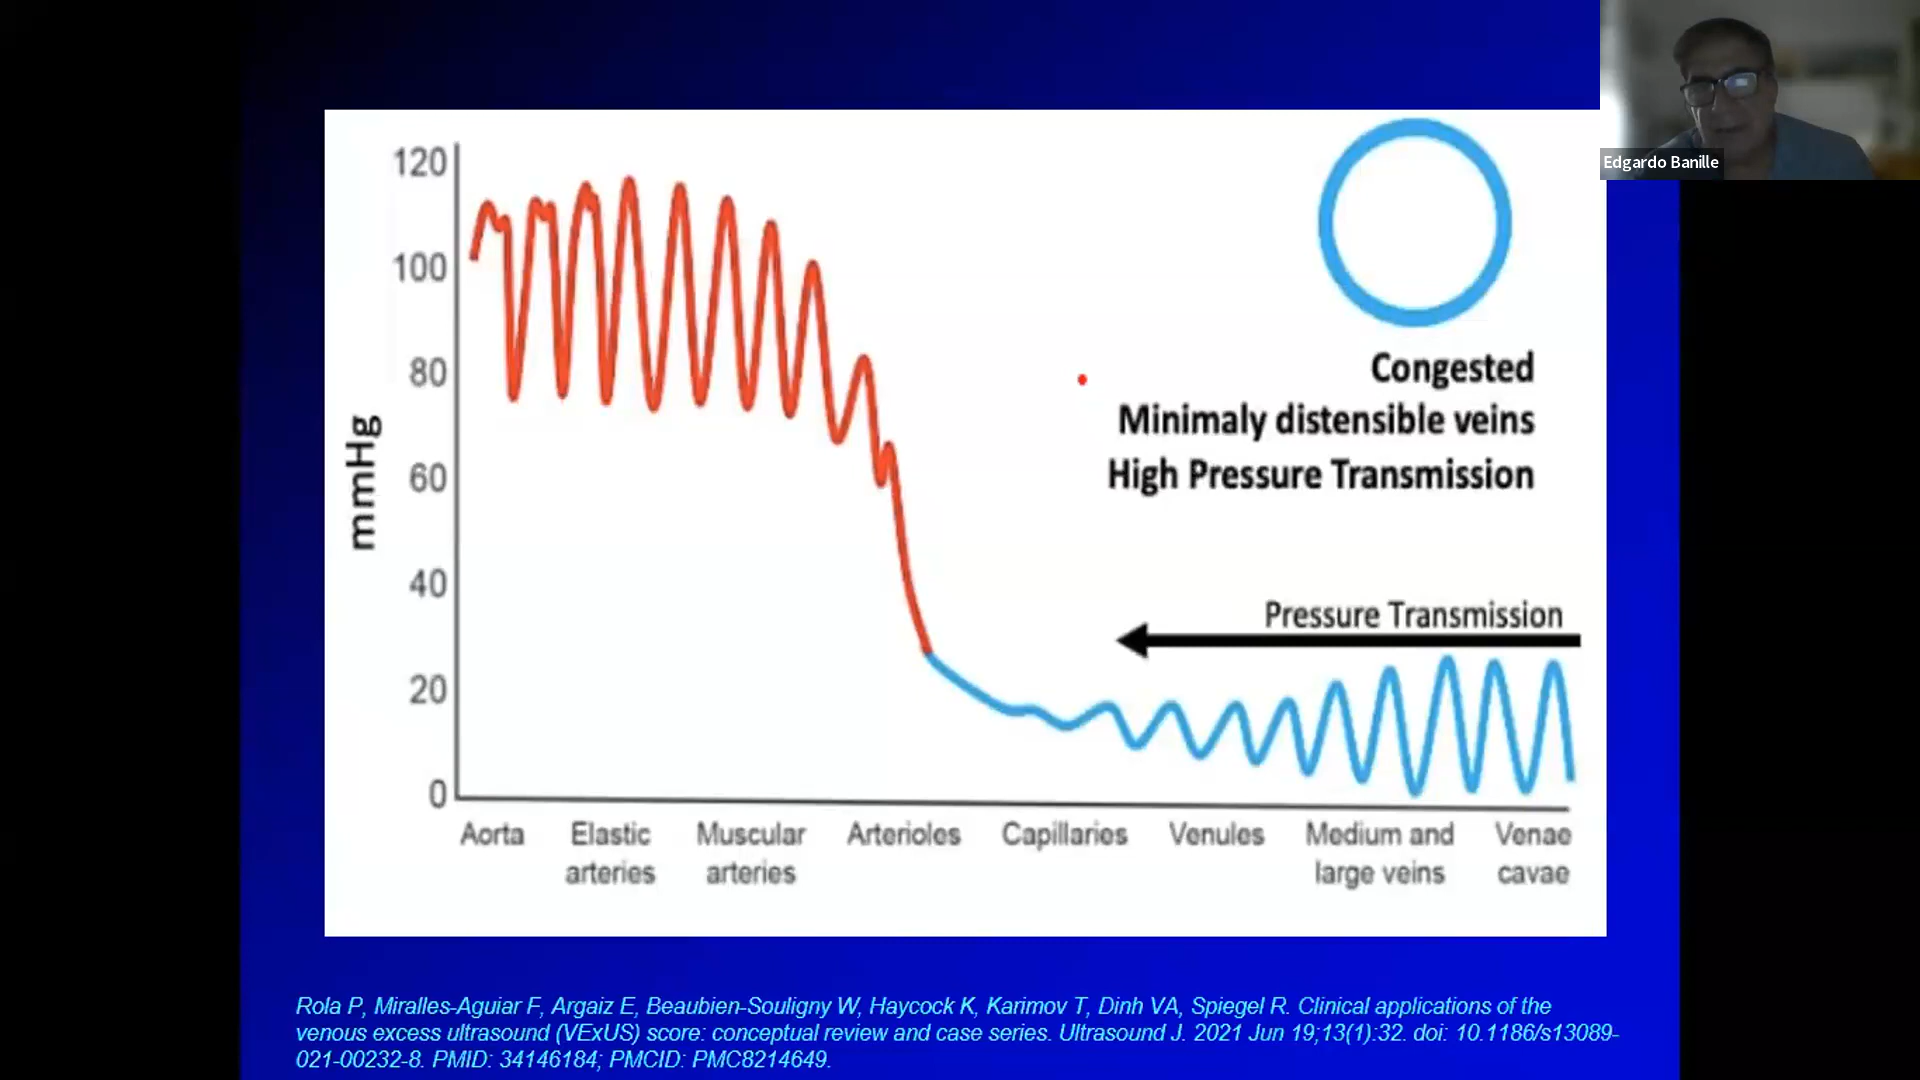 Edgardo Banille
120
100
80
60
40
20
0
mmHg
Congested
Minimaly distensible veins
High Pressure Transmission
Pressure Transmission
Aorta
Elastic
arteries
Muscular
arteries
Arterioles
Capillaries
Venules
Medium and
large veins
Venae
cavae
Rola P, Miralles-Aguiar F, Argaiz E, Beaubien-Souligny W, Haycock K, Karimov T, Dinh VA, Spiegel R. Clinical applications of the
venous excess ultrasound (VExUS) score: conceptual review and case series. Ultrasound J. 2021 Jun 19;13(1):32. doi: 10.1186/s13089-
021-00232-8. PMID: 34146184; PMCID: PMC8214649.